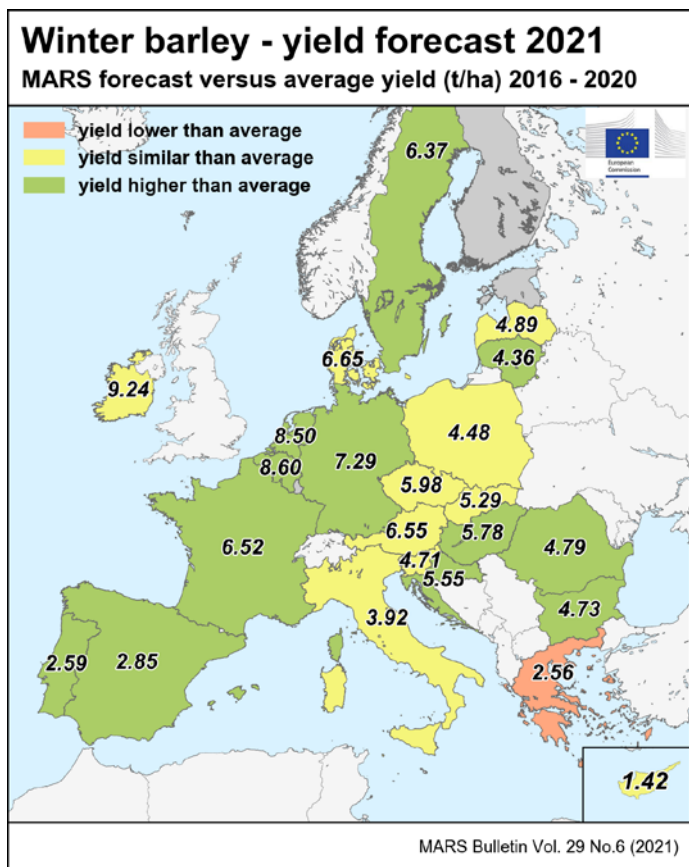 Winter barley - yield forecast 2021
MARS forecast versus average yield (t/ha) 2016 - 2020
yield lower than average
yield similar than average
yield higher than average
European
Commission
6.37
4.89
4.36
6.65
9.24
8.50
8.60
7.29
4.48
5.98
5.29
6.55
5.78
6.52
4.71
5.55
4.79
4.73
3.92
2.59
2.85
2.56
1.42
MARS Bulletin Vol. 29 No.6 (2021)